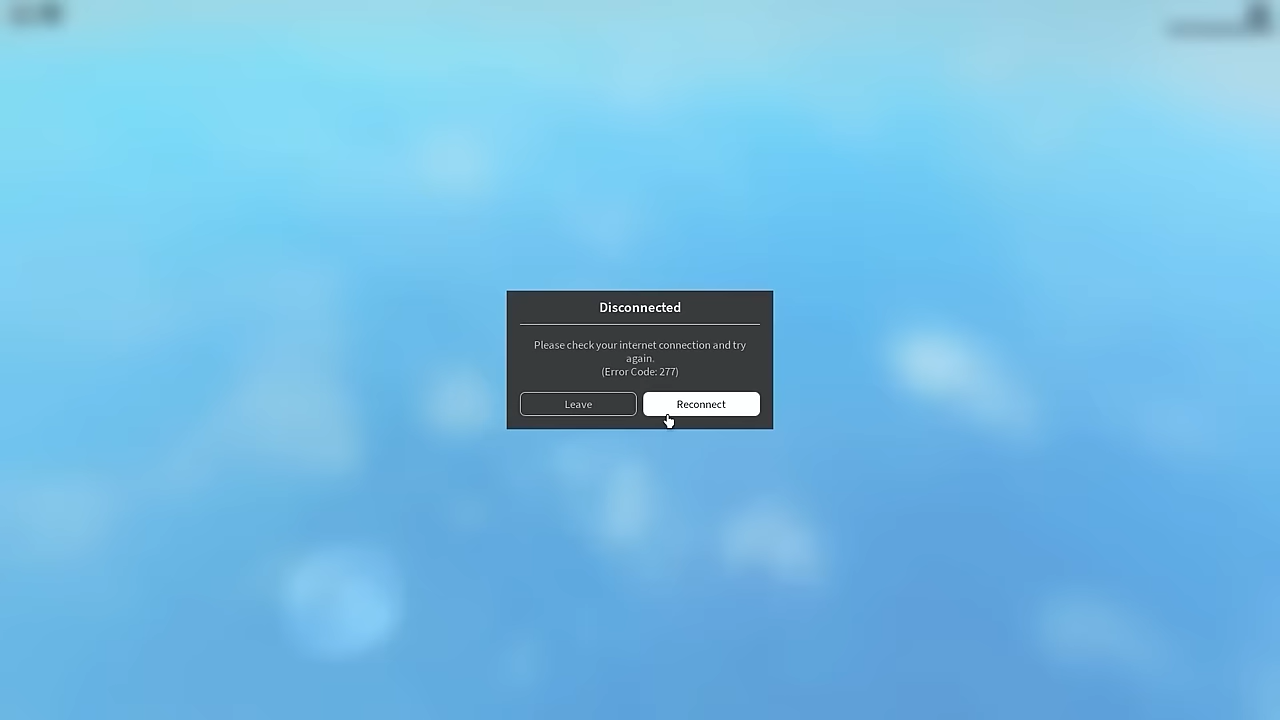 Disconnected
Please check your internet connection and try
again.
(Error Code: 277)
Leave
Reconnect